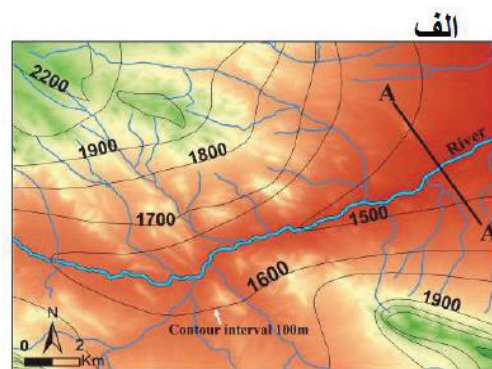 الف
2200
A
River
1900
1800
1700
1500
A
1600
1900
N
Contour interval 100m
0 2
Km